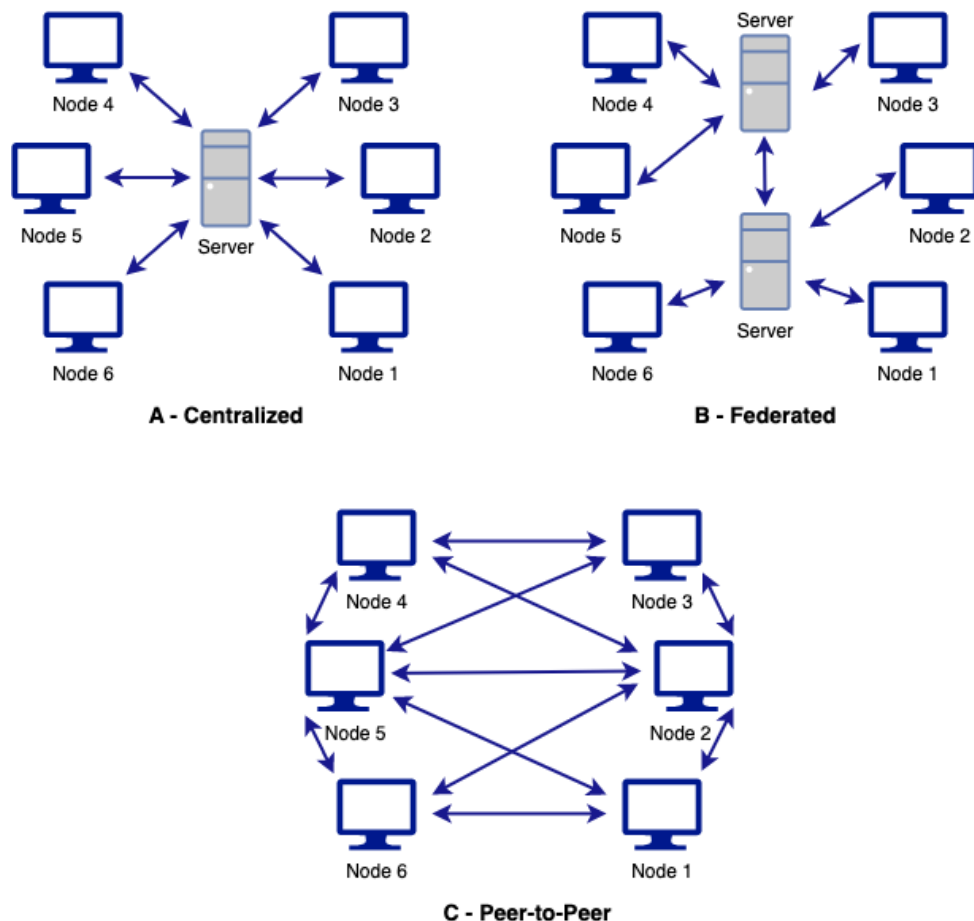 Node 4
Node 3
Node 5
Server
Node 2
Node 6
Node 1
A - Centralized
Server
Node 4
Node 3
Node 5
Node 2
Server
Node 6
Node 1
B - Federated
Node 4
Node 3
Node 5
Node 2
Node 6
Node 1
C - Peer-to-Peer